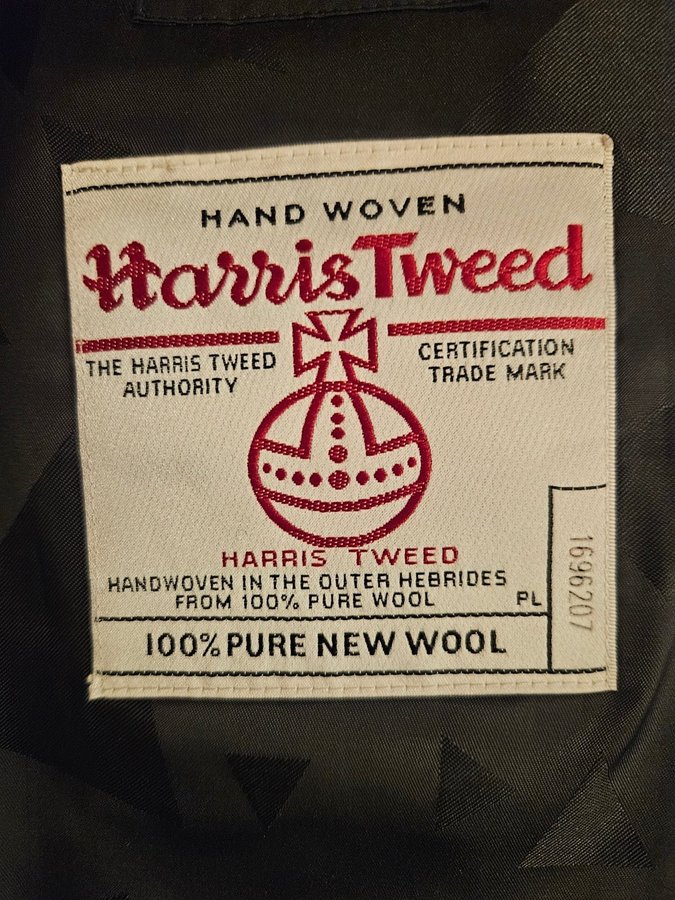 HAND WOVEN
Harris Tweed
THE HARRIS TWEED
AUTHORITY
CERTIFICATION
TRADE MARK
HARRIS TWEED
HANDWOVEN IN THE OUTER HEBRIDES
FROM 100% PURE WOOL
PL
100% PURE NEW WOOL
1696207